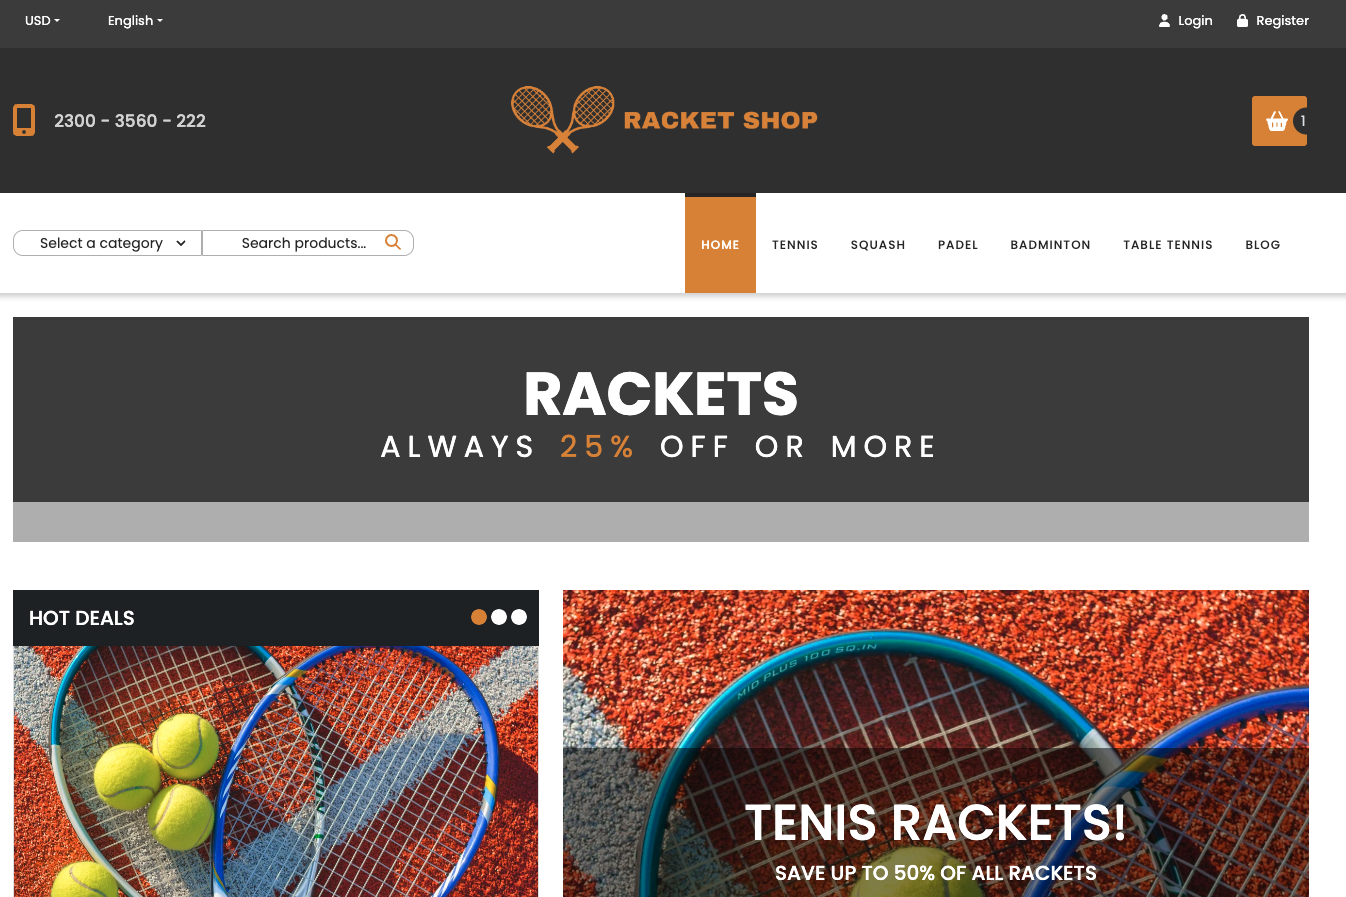 USD English Login Register
2300 - 3560 - 222 RACKET SHOP 1
Select a category Search products... HOME TENNIS SQUASH PADEL BADMINTON TABLE TENNIS BLOG
RACKETS
ALWAYS 25% OFF OR MORE
HOT DEALS
MID PLUS 100 SQ.IN
TENIS RACKETS!
SAVE UP TO 50% OF ALL RACKETS